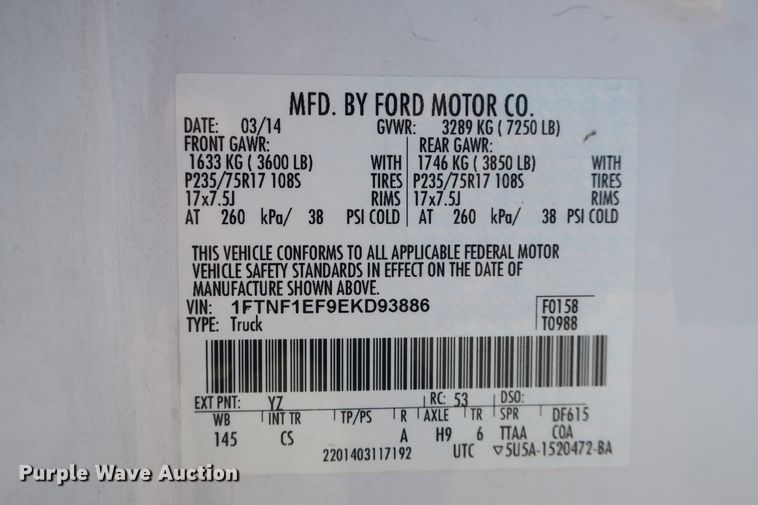 MFD. BY FORD MOTOR CO.
DATE: 03/14 GVWR: 3289 KG ( 7250 LB)
FRONT GAWR: REAR GAWR:
1633 KG ( 3600 LB) WITH 1746 KG ( 3850 LB) WITH
P235/75R17 108S TIRES P235/75R17 108S TIRES
17x7.5J RIMS 17x7.5J RIMS
AT 260 kPa/ 38 PSI COLD AT 260 kPa/ 38 PSI COLD
THIS VEHICLE CONFORMS TO ALL APPLICABLE FEDERAL MOTOR
VEHICLE SAFETY STANDARDS IN EFFECT ON THE DATE OF
MANUFACTURE SHOWN ABOVE.
VIN: 1FTNF1EF9EKD93886 F0158
TYPE: Truck T0988
EXT PNT: YZ RC: 53 DSO:
WB INT TR TP/PS R AXLE TR SPR DF615
145 CS A H9 6 TTAA COA
2201403117192 UTC ▽5U5A-1520472-BA
Purple Wave Auction